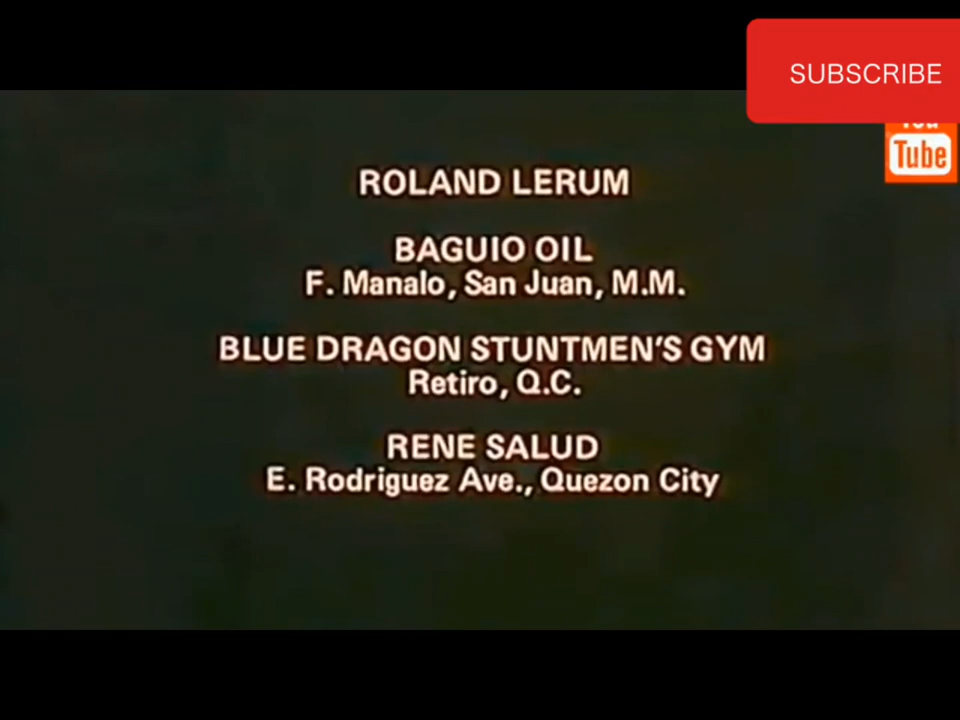 SUBSCRIBE
Tube
ROLAND LERUM
BAGUIO OIL
F. Manalo, San Juan, M.M.
BLUE DRAGON STUNTMEN'S GYM
Retiro, Q.C.
RENE SALUD
E. Rodriguez Ave., Quezon City